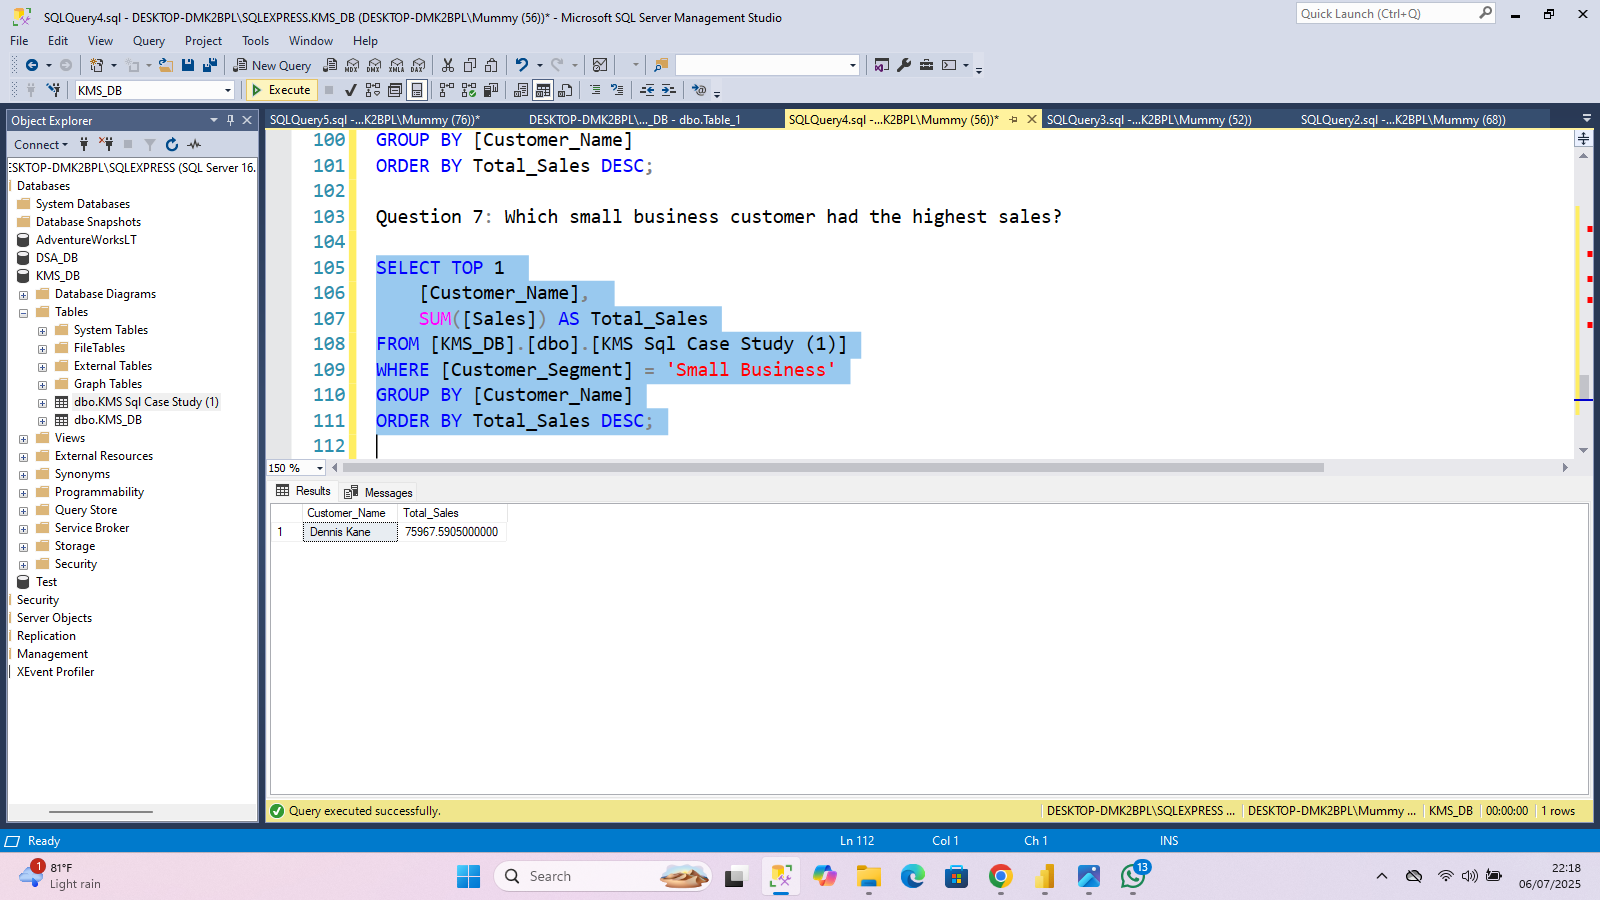 SQLQuery4.sql - DESKTOP-DMK2BPL\SQLEXPRESS.KMS_DB (DESKTOP-DMK2BPL\Mummy (56))* - Microsoft SQL Server Management Studio
Quick Launch (Ctrl+Q)
File Edit View Query Project Tools Window Help
New Query
MDX DMX XMLA DAX
KMS_DB
Execute
Object Explorer
SQLQuery5.sql -...K2BPL\Mummy (76))*
DESKTOP-DMK2BPL\..._DB - dbo.Table_1
SQLQuery4.sql -...K2BPL\Mummy (56))*
SQLQuery3.sql -...K2BPL\Mummy (52))
SQLQuery2.sql -...K2BPL\Mummy (68))
Connect
ESKTOP-DMK2BPL\SQLEXPRESS (SQL Server 16.
Databases
System Databases
Database Snapshots
AdventureWorksLT
DSA_DB
KMS_DB
Database Diagrams
Tables
System Tables
FileTables
External Tables
Graph Tables
dbo.KMS Sql Case Study (1)
dbo.KMS_DB
Views
External Resources
Synonyms
Programmability
Query Store
Service Broker
Storage
Security
Test
Security
Server Objects
Replication
Management
XEvent Profiler
100 GROUP BY [Customer_Name]
101 ORDER BY Total_Sales DESC;
102
103 Question 7: Which small business customer had the highest sales?
104
105 SELECT TOP 1
106 [Customer_Name],
107 SUM([Sales]) AS Total_Sales
108 FROM [KMS_DB].[dbo].[KMS Sql Case Study (1)]
109 WHERE [Customer_Segment] = 'Small Business'
110 GROUP BY [Customer_Name]
111 ORDER BY Total_Sales DESC;
112
150 %
Results Messages
Customer_Name Total_Sales
1 Dennis Kane 75967.5905000000
Query executed successfully.
DESKTOP-DMK2BPL\SQLEXPRESS ... DESKTOP-DMK2BPL\Mummy ... KMS_DB 00:00:00 1 rows
Ready Ln 112 Col 1 Ch 1 INS
1
81°F
Light rain
Search
13
22:18
06/07/2025